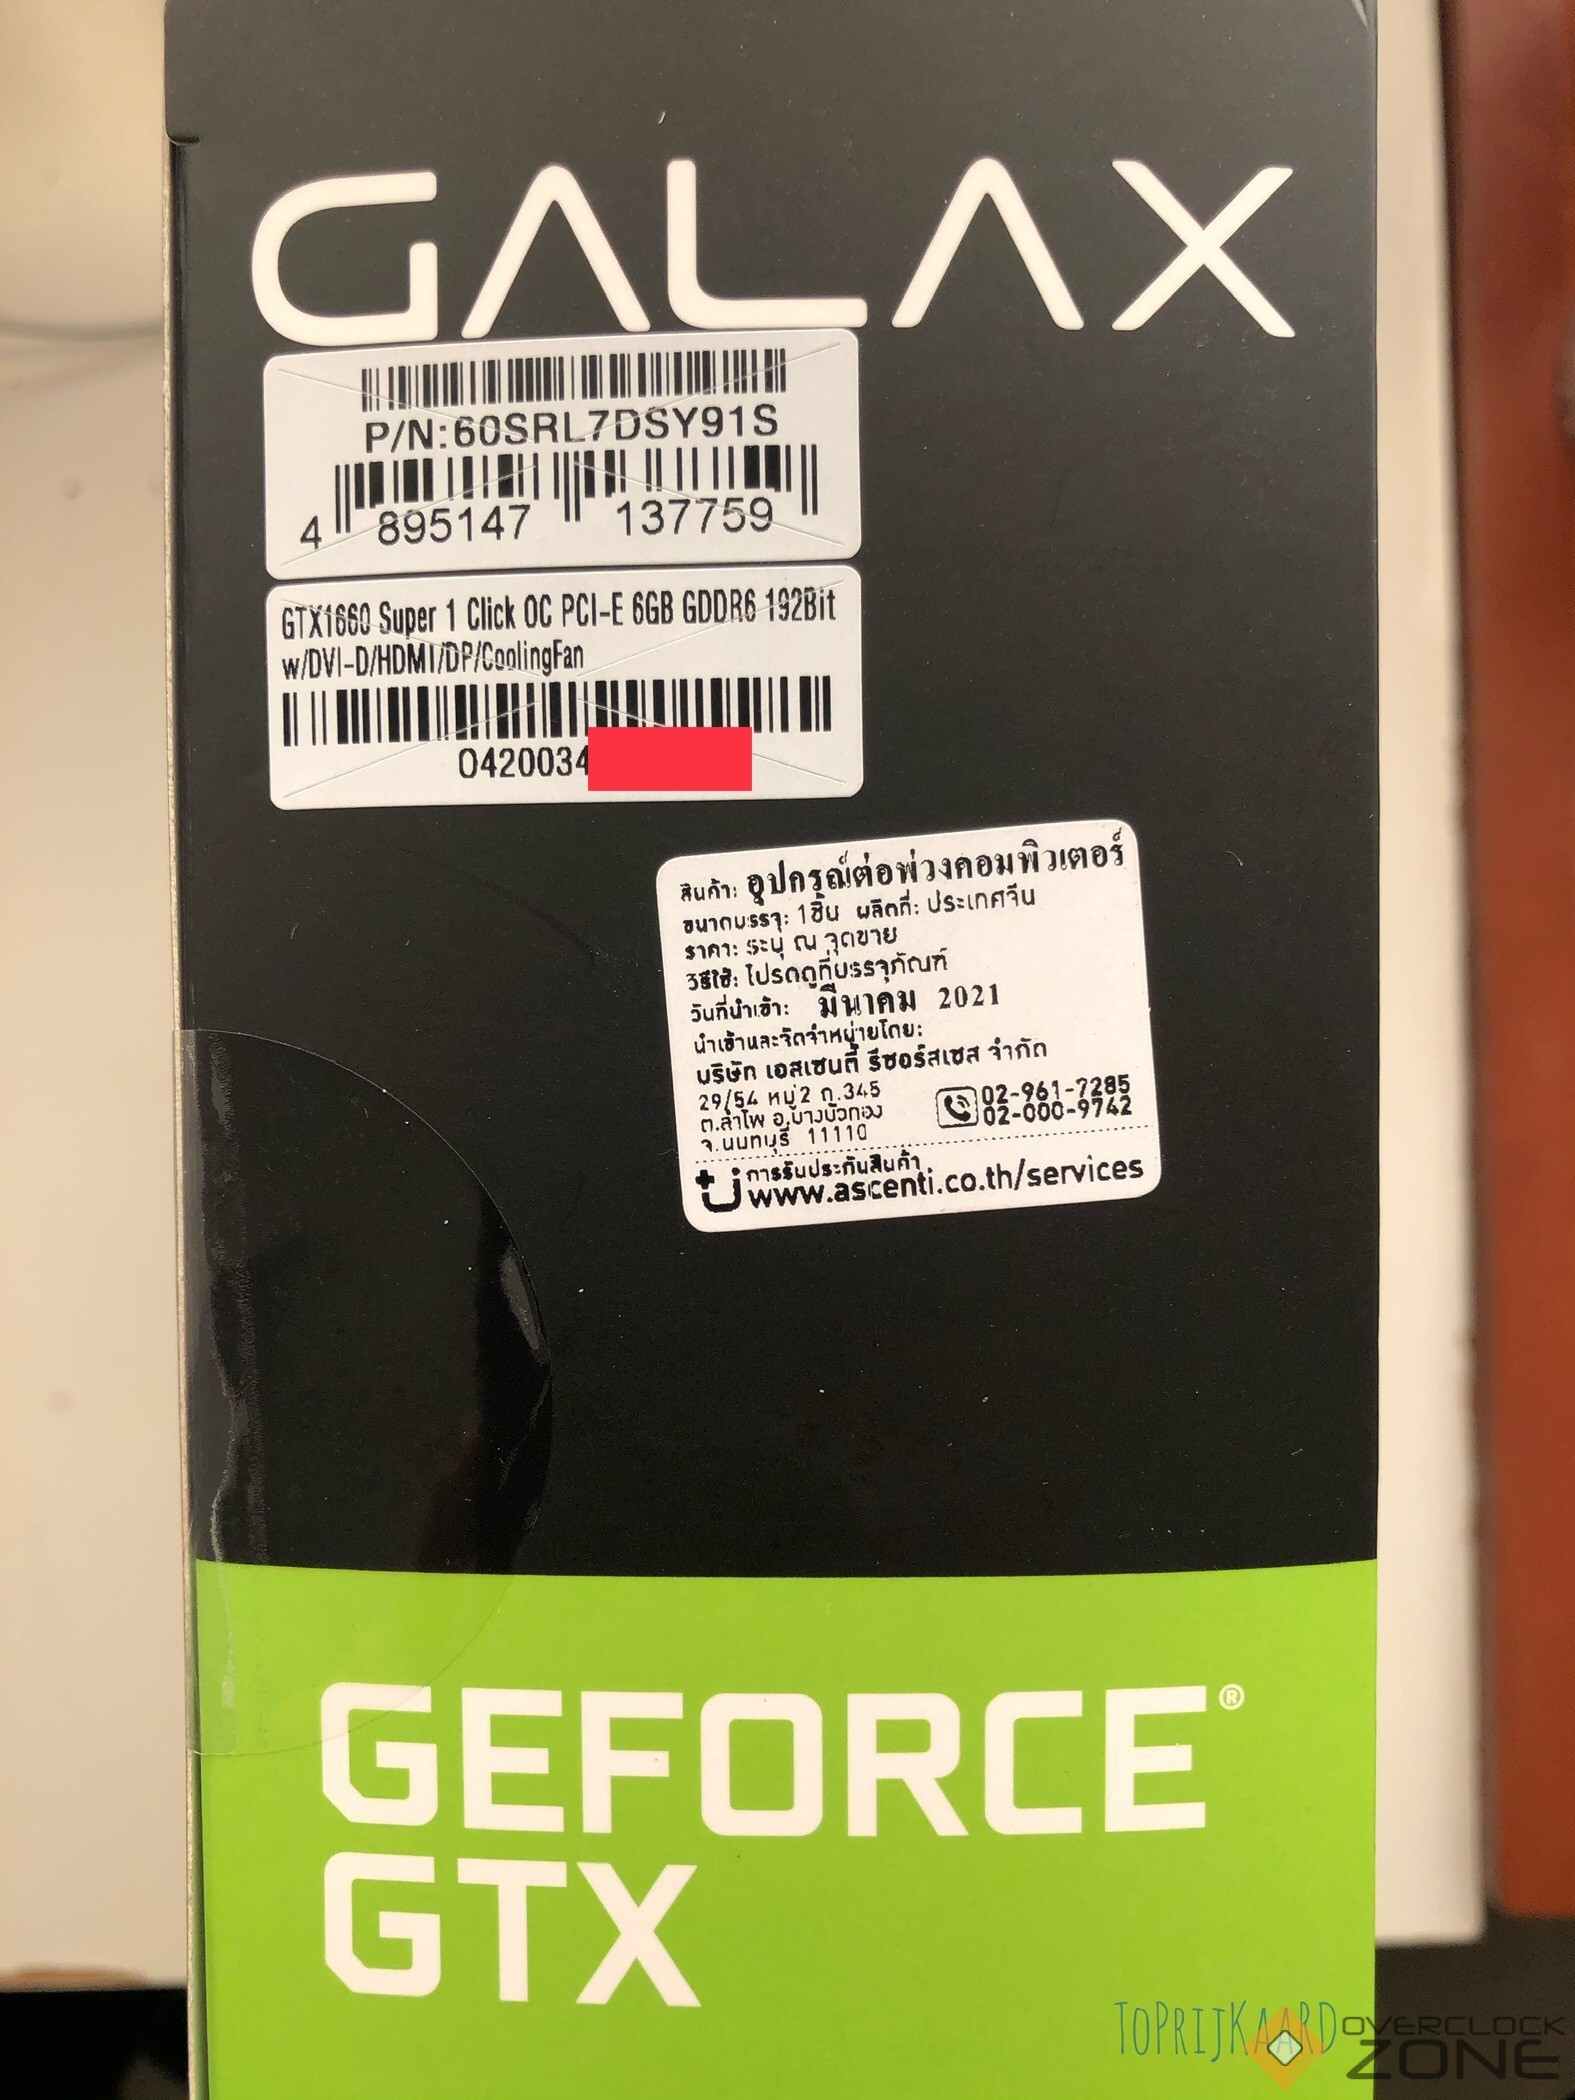 GALAX
P/N:60SRL7DSY91S
4 895147 137759
GTX1660 Super 1 Click OC PCI-E 6GB GDDR6 192Bit
w/DVI-D/HDMI/DP/CoolingFan
0420034
สินค้า: อุปกรณ์ต่อพ่วงคอมพิวเตอร์
ขนาดบรรจุ: 1ชิ้น ผลิตที่: ประเทศจีน
ราคา: ระบุ ณ จุดขาย
วิธีใช้: โปรดดูที่บรรจุภัณฑ์
วันที่นำเข้า: มีนาคม 2021
นำเข้าและจัดจำหน่ายโดย:
บริษัท เอสเซนตี้ รีซอร์สเซส จำกัด
29/54 หมู่2 ถ.345
ต.ลำโพ อ.บางบัวทอง
จ.นนทบุรี 11110
02-961-7285
02-000-9742
การรับประกันสินค้า
www.ascenti.co.th/services
GEFORCE®
GTX
ToPrijKaaRD
OVERCLOCK
ZONE